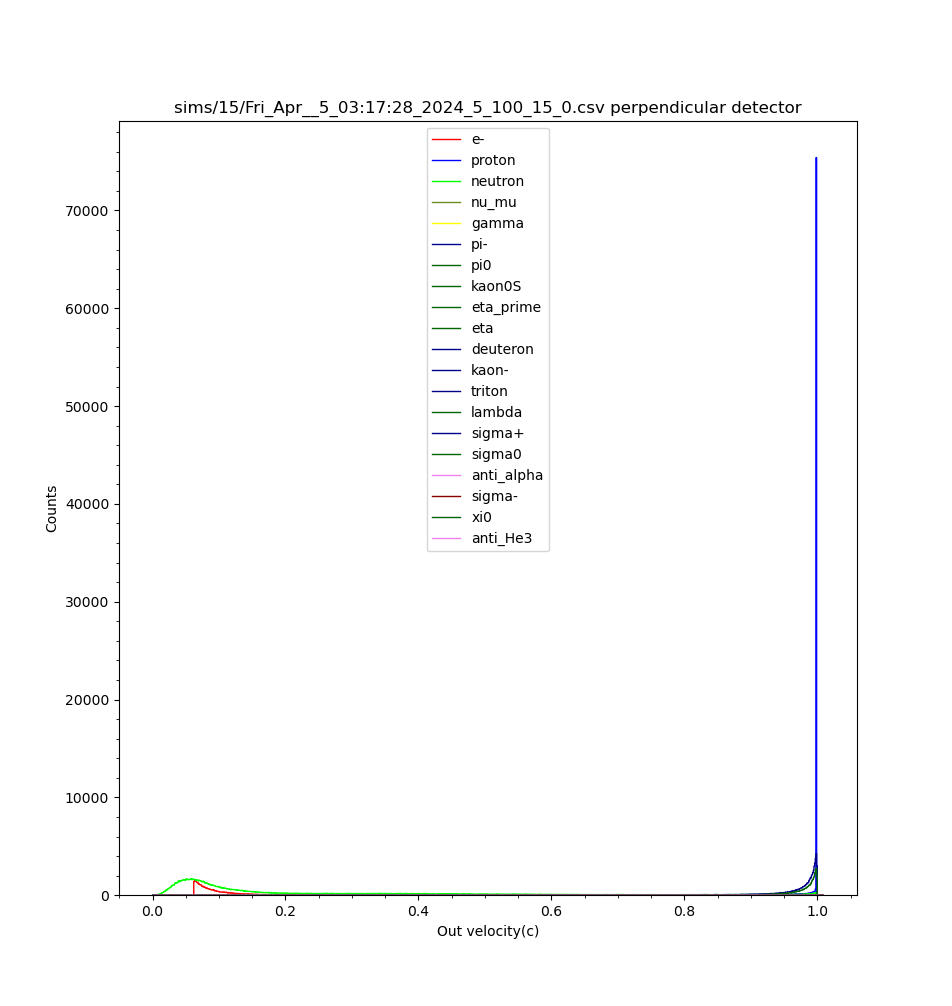 sims/15/Fri_Apr__5_03:17:28_2024_5_100_15_0.csv perpendicular detector
e-
proton
neutron
nu_mu
gamma
pi-
pi0
kaon0S
eta_prime
eta
deuteron
kaon-
triton
lambda
sigma+
sigma0
anti_alpha
sigma-
xi0
anti_He3
70000
60000
50000
40000
30000
20000
10000
0
Counts
0.0 0.2 0.4 0.6 0.8 1.0
Out velocity(c)